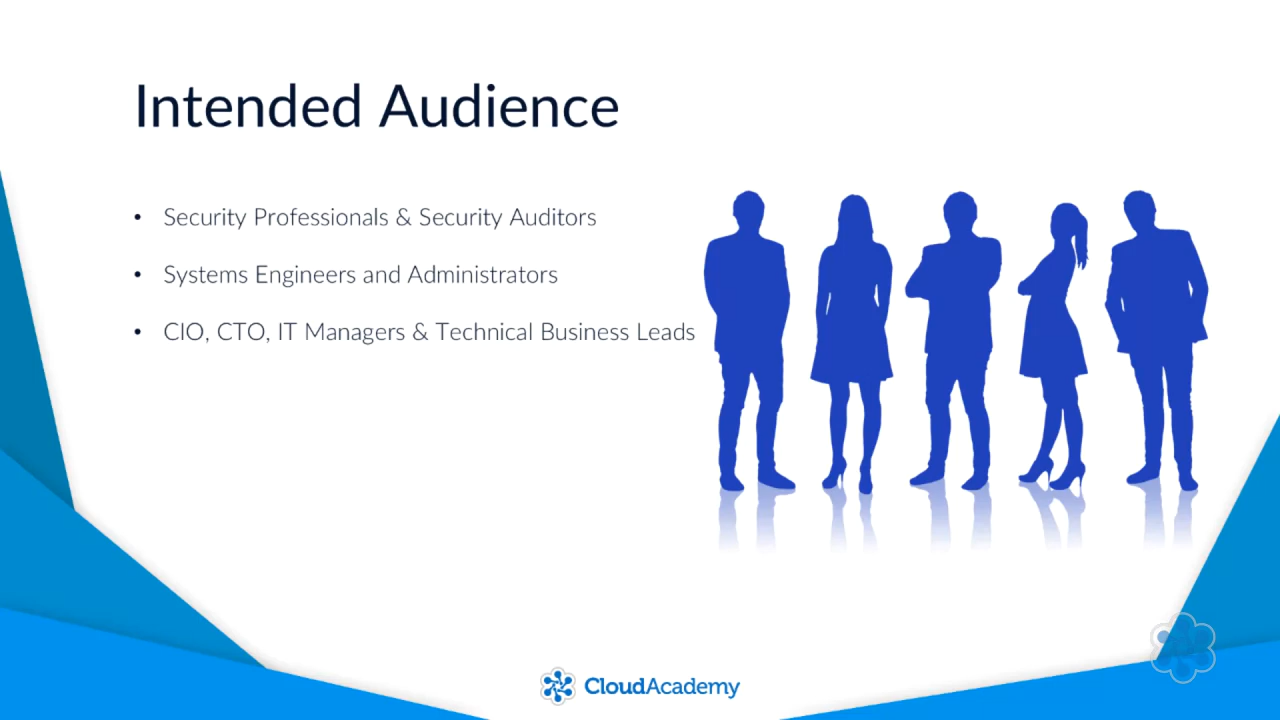 Intended Audience
• Security Professionals & Security Auditors
• Systems Engineers and Administrators
• CIO, CTO, IT Managers & Technical Business Leads
CloudAcademy